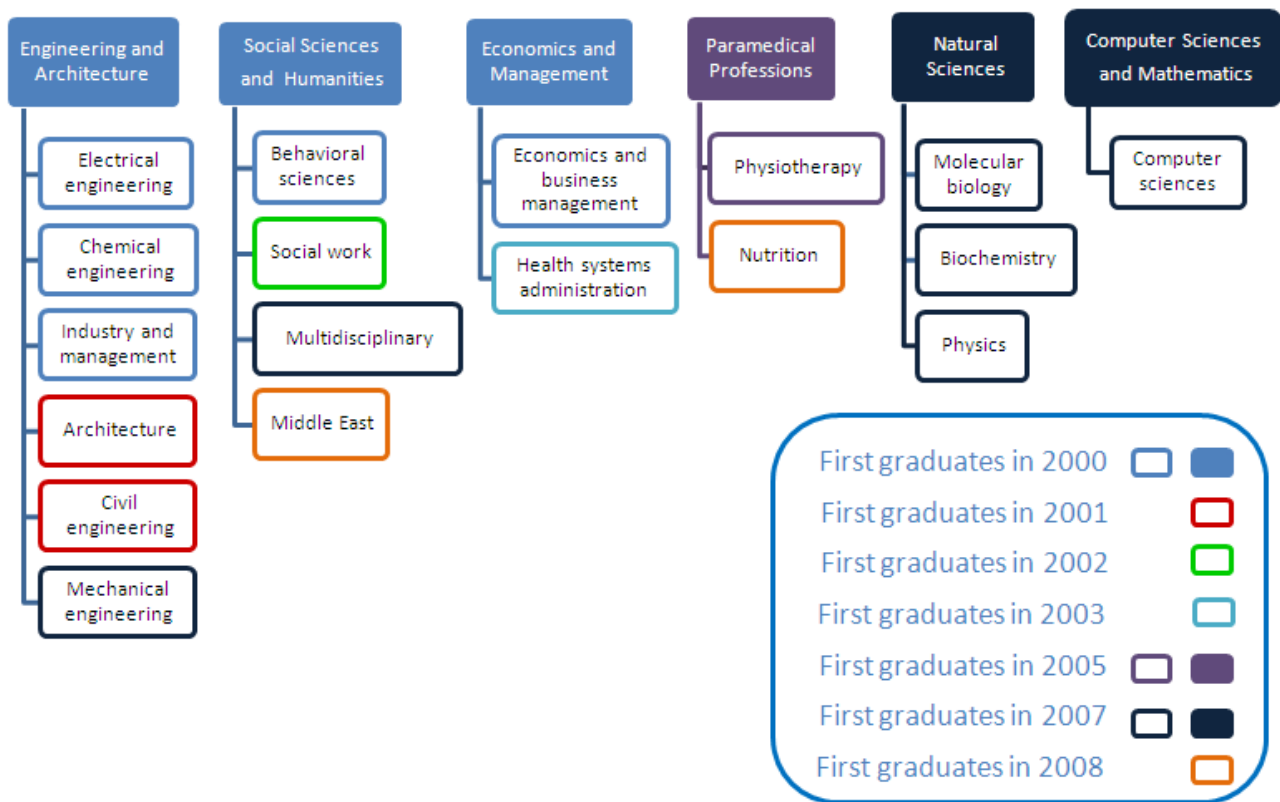 Engineering and
Architecture
Electrical
engineering
Chemical
engineering
Industry and
management
Architecture
Civil
engineering
Mechanical
engineering
Social Sciences
and Humanities
Behavioral
sciences
Social work
Multidisciplinary
Middle East
Economics and
Management
Economics and
business
management
Health systems
administration
Paramedical
Professions
Physiotherapy
Nutrition
Natural
Sciences
Molecular
biology
Biochemistry
Physics
Computer Sciences
and Mathematics
Computer
sciences
First graduates in 2000
First graduates in 2001
First graduates in 2002
First graduates in 2003
First graduates in 2005
First graduates in 2007
First graduates in 2008